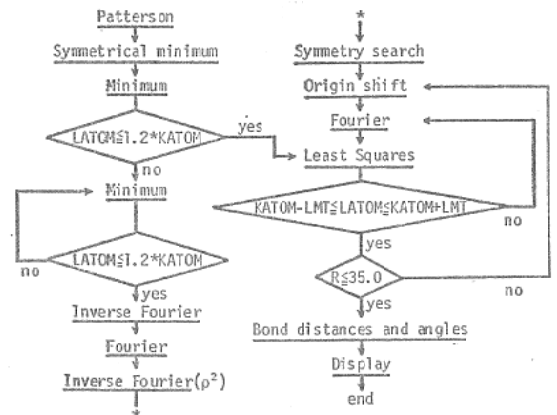 Patterson
Symmetrical minimum
Minimum
LATOM≦1.2*KATOM
yes
no
Minimum
LATOM≦1.2*KATOM
no
yes
Inverse Fourier
Fourier
Inverse Fourier(ρ²)
*
*
Symmetry search
Origin shift
Fourier
Least Squares
KATOM-LMT≦LATOM≦KATOM+LMT
no
yes
R≦35.0
no
yes
Bond distances and angles
Display
end